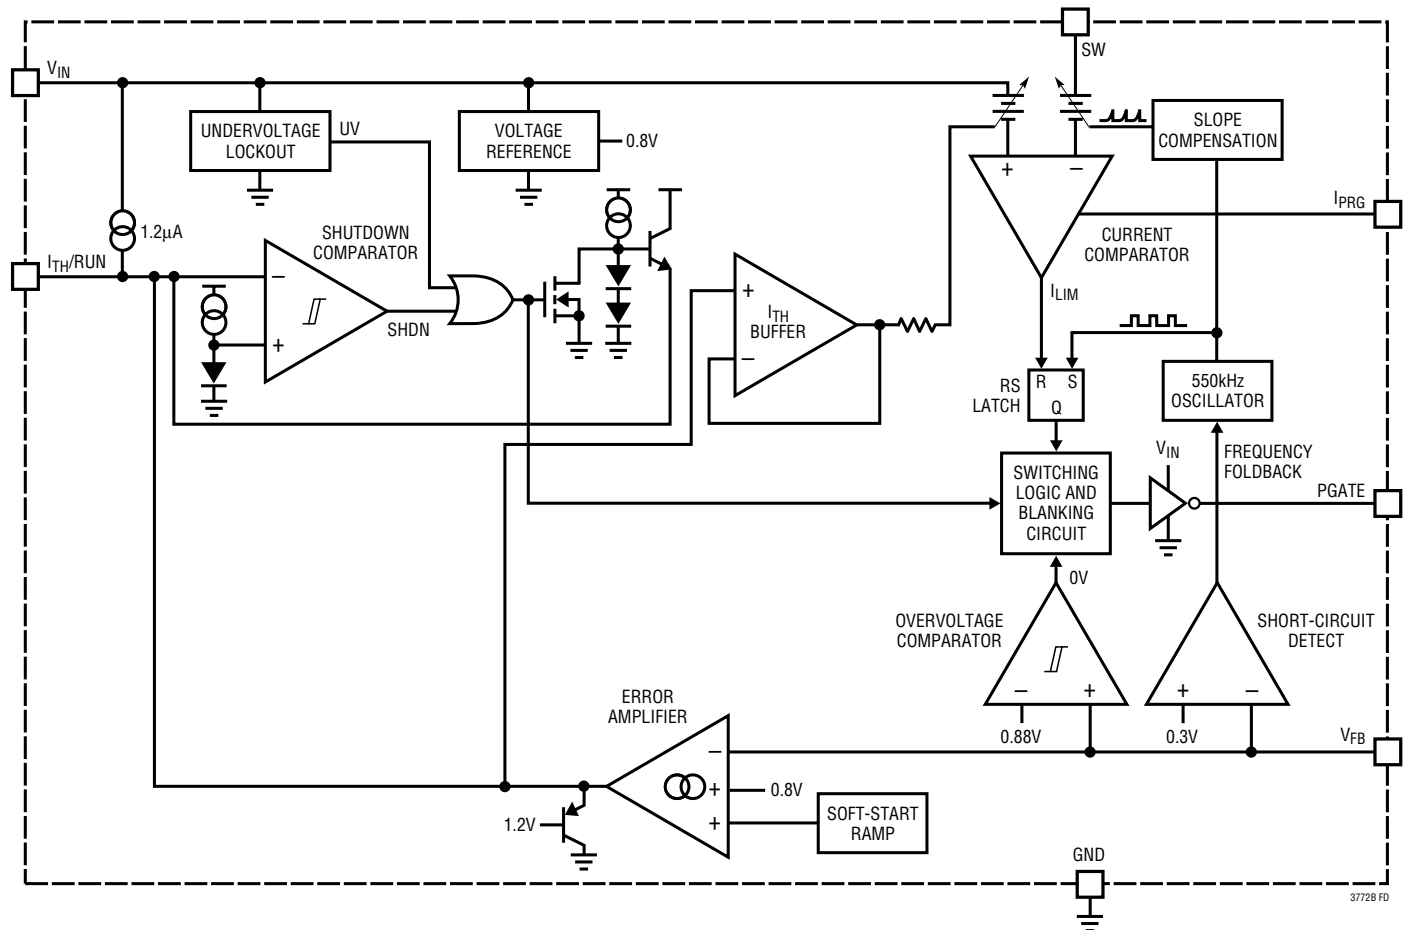 SW
VIN
UNDERVOLTAGE
LOCKOUT
UV
VOLTAGE
REFERENCE
0.8V
SLOPE
COMPENSATION
+
–
IPRG
1.2µA
SHUTDOWN
COMPARATOR
CURRENT
COMPARATOR
ITH/RUN
–
+
SHDN
+
ITH
BUFFER
–
ILIM
RS
LATCH
R
S
Q
550kHz
OSCILLATOR
FREQUENCY
FOLDBACK
VIN
SWITCHING
LOGIC AND
BLANKING
CIRCUIT
PGATE
0V
OVERVOLTAGE
COMPARATOR
SHORT-CIRCUIT
DETECT
–
+
+
–
0.88V
0.3V
VFB
ERROR
AMPLIFIER
–
+
0.8V
+
1.2V
SOFT-START
RAMP
GND
3772B FD